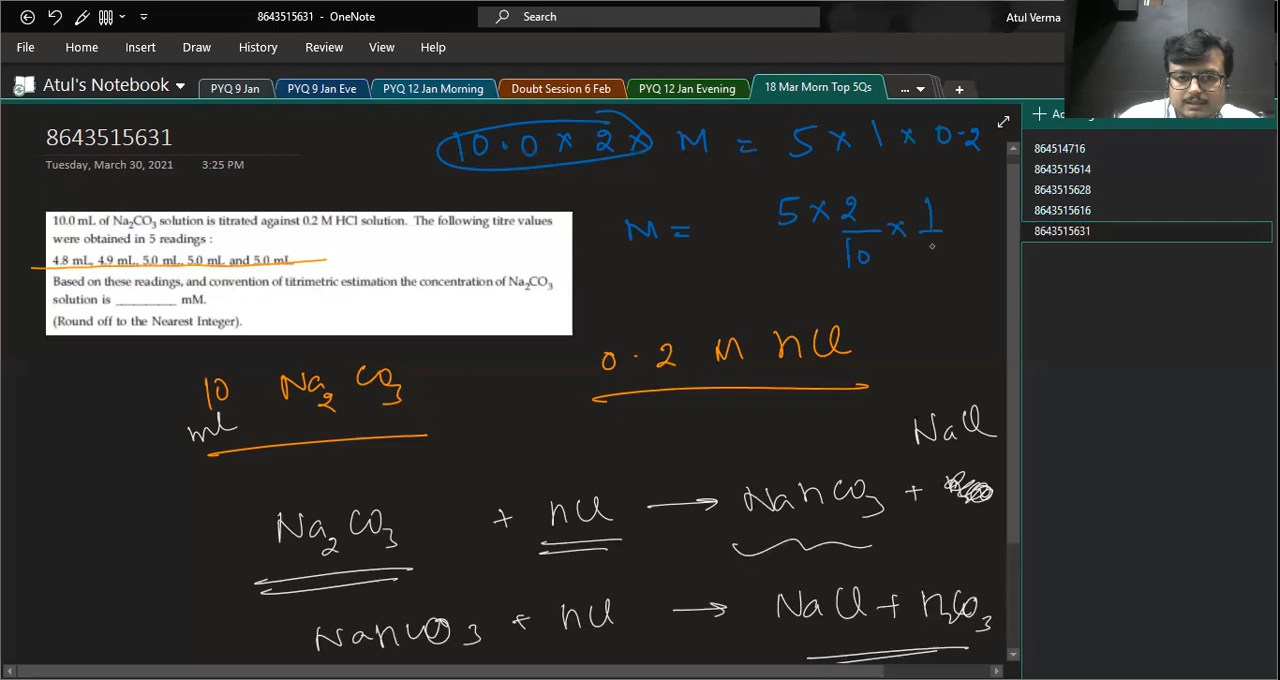 8643515631 - OneNote
Search
Atul Verma
File Home Insert Draw History Review View Help
Atul's Notebook
PYQ 9 Jan
PYQ 9 Jan Eve
PYQ 12 Jan Morning
Doubt Session 6 Feb
PYQ 12 Jan Evening
18 Mar Morn Top 5Qs
...
+
8643515631
Tuesday, March 30, 2021 3:25 PM
10.0 × 2 × M = 5 × 1 × 0.2
10.0 mL of Na₂CO₃ solution is titrated against 0.2 M HCl solution. The following titre values
were obtained in 5 readings :
4.8 mL, 4.9 mL, 5.0 mL, 5.0 mL and 5.0 mL
Based on these readings, and convention of titrimetric estimation the concentration of Na₂CO₃
solution is ________ mM.
(Round off to the Nearest Integer).
M = 5 × 2/10 × 1
0.2 M HCl
10 Na₂CO₃
ml
NaCl
Na₂CO₃ + HCl → NaHCO₃ +
NaHCO₃ + HCl → NaCl + H₂CO₃
864514716
8643515614
8643515628
8643515616
8643515631